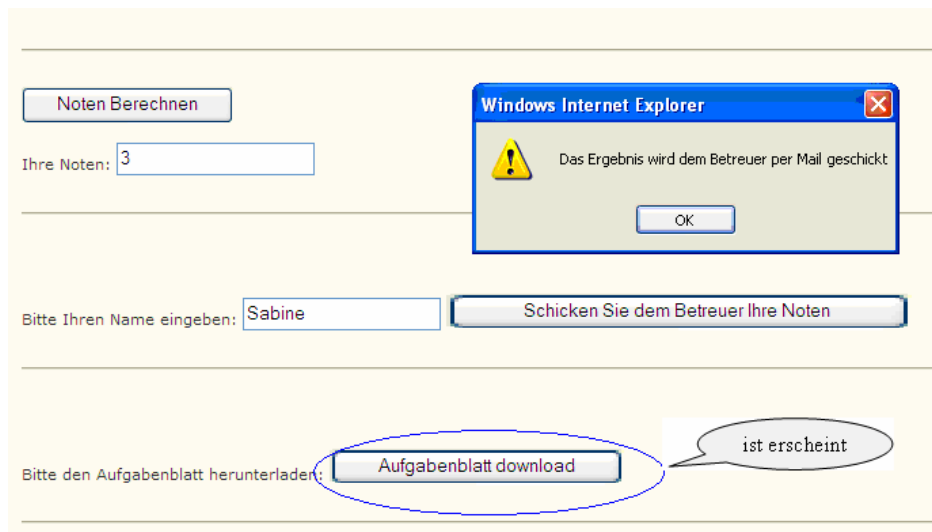 Noten Berechnen
Windows Internet Explorer
Das Ergebnis wird dem Betreuer per Mail geschickt
Ihre Noten: 3
OK
Bitte Ihren Name eingeben: Sabine Schicken Sie dem Betreuer Ihre Noten
ist erscheint
Bitte den Aufgabenblatt herunterladen: Aufgabenblatt download